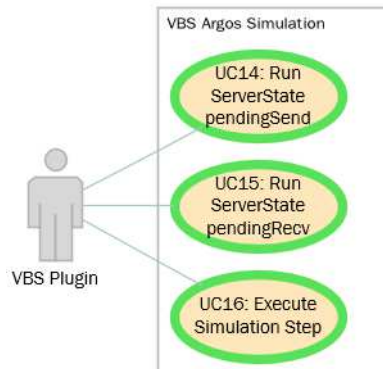 VBS Argos Simulation
UC14: Run
ServerState
pendingSend
UC15: Run
ServerState
pendingRecv
VBS Plugin
UC16: Execute
Simulation Step